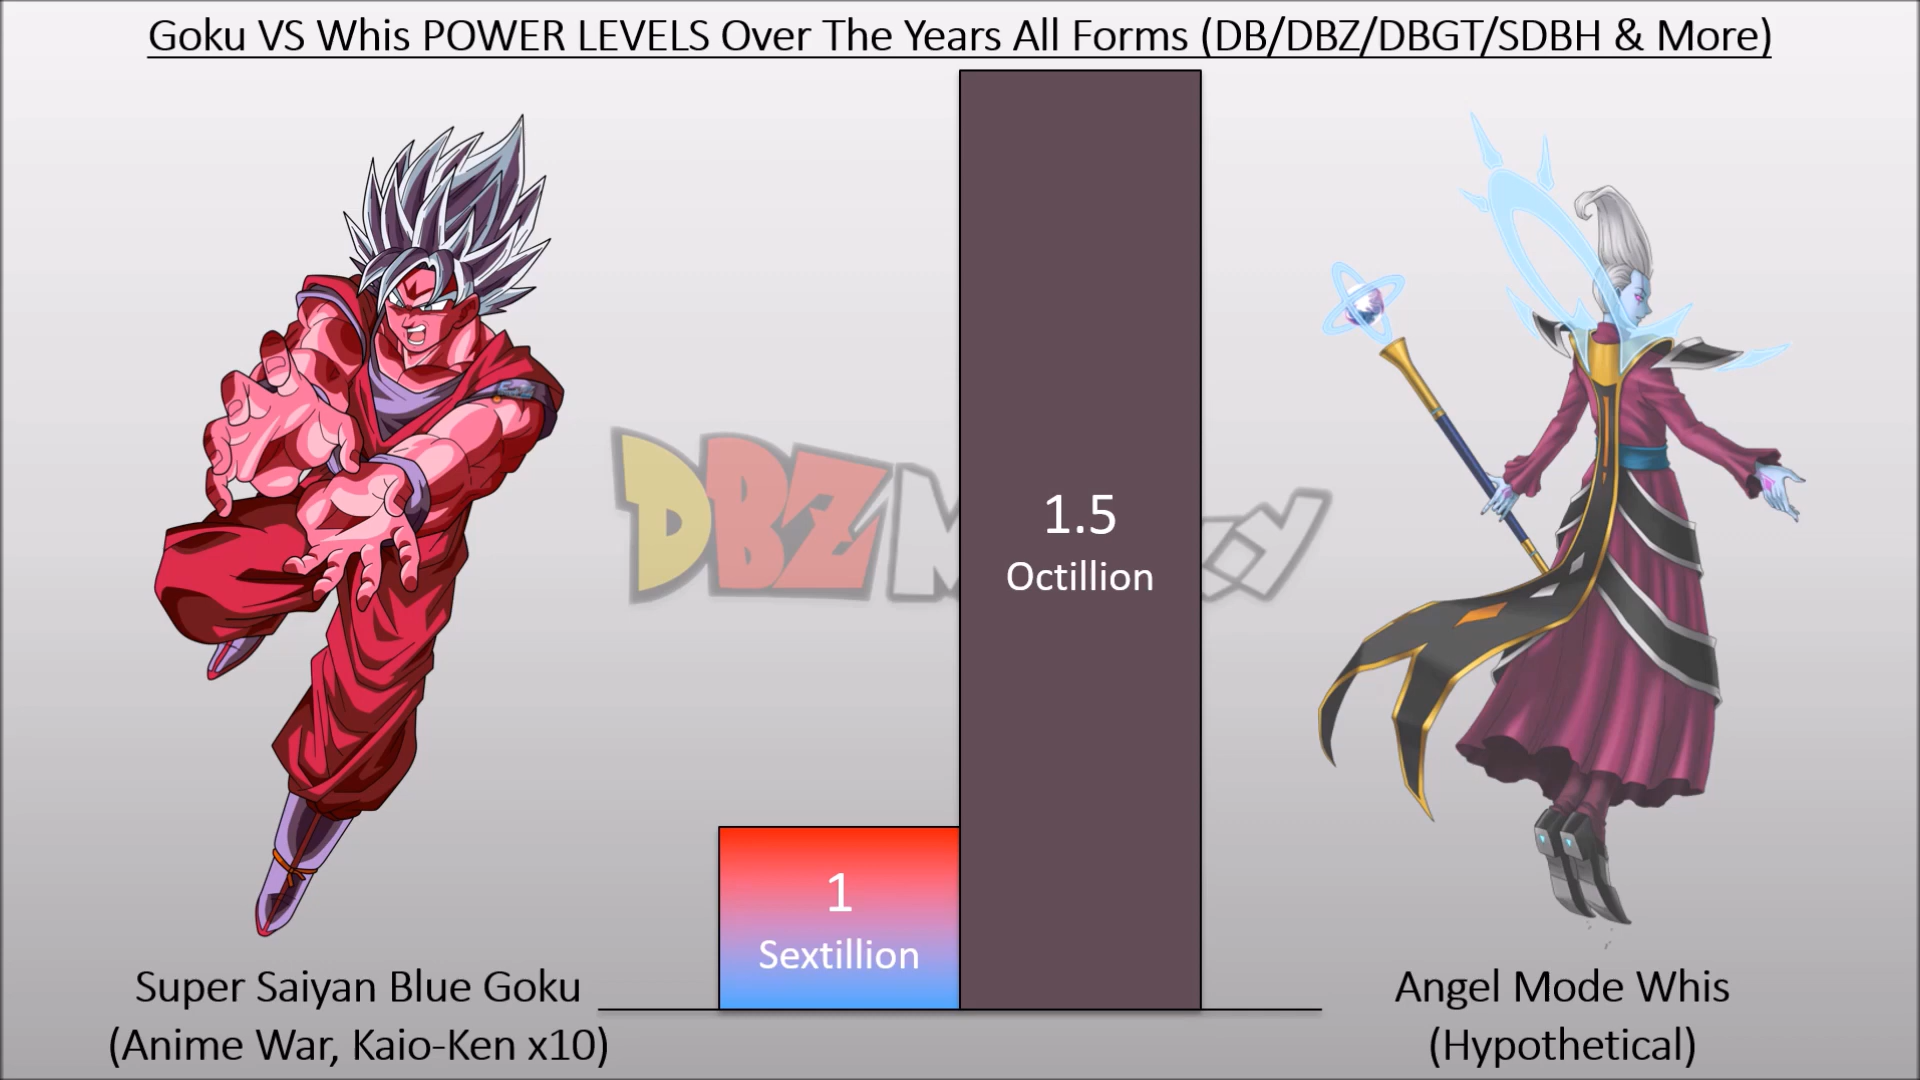 Goku VS Whis POWER LEVELS Over The Years All Forms (DB/DBZ/DBGT/SDBH & More)
DBZ
1.5
Octillion
1
Sextillion
Super Saiyan Blue Goku
(Anime War, Kaio-Ken x10)
Angel Mode Whis
(Hypothetical)